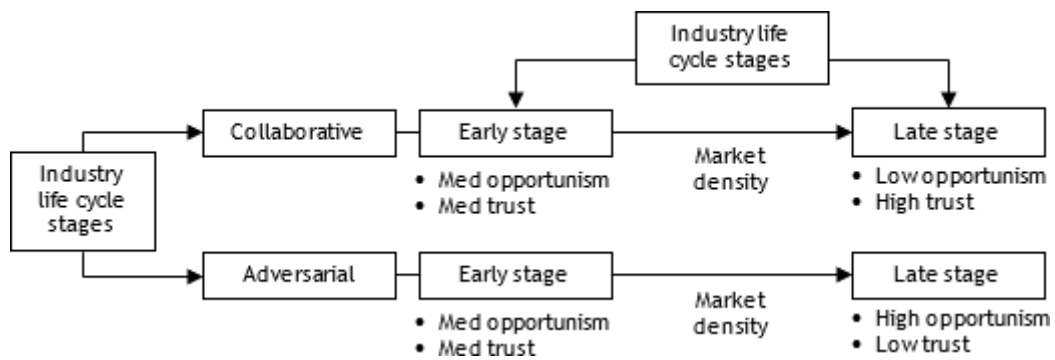 Industry life
cycle stages
Collaborative
Early stage
Late stage
Industry
life cycle
stages
• Med opportunism
• Med trust
Market
density
• Low opportunism
• High trust
Adversarial
Early stage
Late stage
• Med opportunism
• Med trust
Market
density
• High opportunism
• Low trust